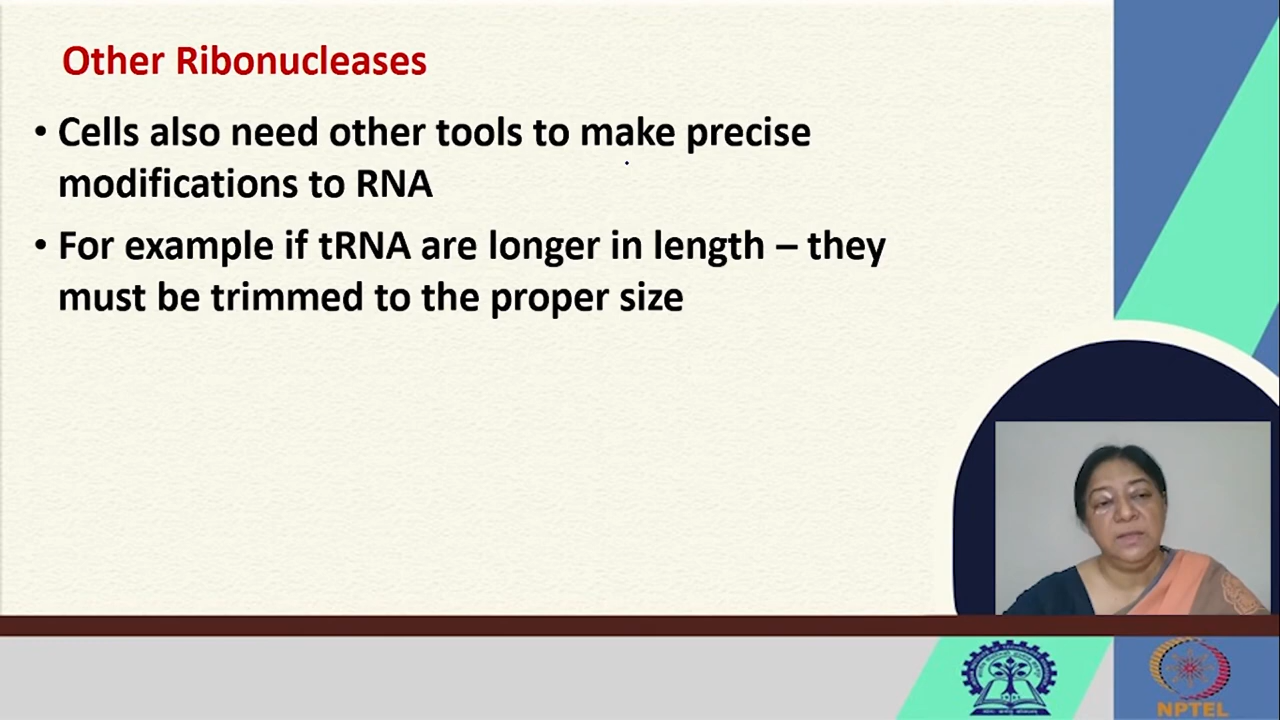 Other Ribonucleases
• Cells also need other tools to make precise
modifications to RNA
• For example if tRNA are longer in length – they
must be trimmed to the proper size
NPTEL